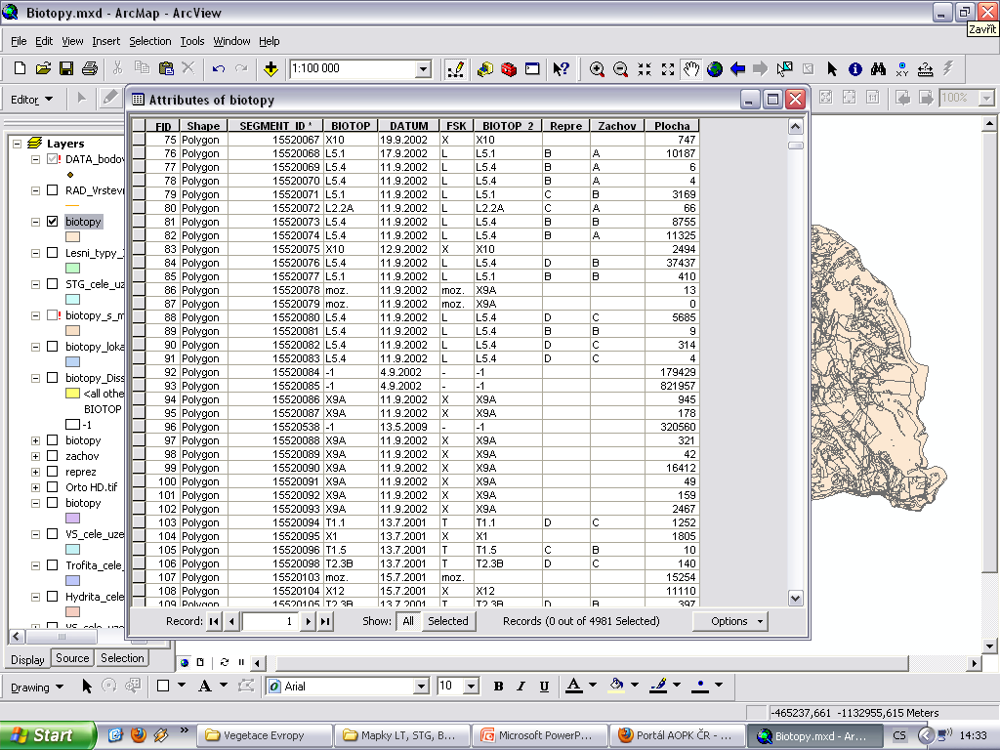 Biotopy.mxd - ArcMap - ArcView
Zavřít
File Edit View Insert Selection Tools Window Help
1:100 000
Editor
100%
Attributes of biotopy
FID Shape SEGMENT_ID * BIOTOP DATUM FSK BIOTOP_2 Repre Zachov Plocha
75 Polygon 15520067 X10 19.9.2002 X X10 747
76 Polygon 15520068 L5.1 17.9.2002 L L5.1 B A 10187
77 Polygon 15520069 L5.4 11.9.2002 L L5.4 B A 6
78 Polygon 15520070 L5.4 11.9.2002 L L5.4 B A 4
79 Polygon 15520071 L5.1 11.9.2002 L L5.1 C B 3169
80 Polygon 15520072 L2.2A 11.9.2002 L L2.2A C A 66
81 Polygon 15520073 L5.4 11.9.2002 L L5.4 B B 8755
82 Polygon 15520074 L5.4 11.9.2002 L L5.4 B A 11325
83 Polygon 15520075 X10 12.9.2002 X X10 2494
84 Polygon 15520076 L5.4 11.9.2002 L L5.4 D B 37437
85 Polygon 15520077 L5.1 11.9.2002 L L5.1 B B 410
86 Polygon 15520078 moz. 11.9.2002 moz. X9A 13
87 Polygon 15520079 moz. 11.9.2002 moz. X9A 0
88 Polygon 15520080 L5.4 11.9.2002 L L5.4 D C 5685
89 Polygon 15520081 L5.4 11.9.2002 L L5.4 B B 9
90 Polygon 15520082 L5.4 11.9.2002 L L5.4 D C 314
91 Polygon 15520083 L5.4 11.9.2002 L L5.4 D C 4
92 Polygon 15520084 -1 4.9.2002 - -1 179429
93 Polygon 15520085 -1 4.9.2002 - -1 821957
94 Polygon 15520086 X9A 11.9.2002 X X9A 945
95 Polygon 15520087 X9A 11.9.2002 X X9A 178
96 Polygon 15520538 -1 13.5.2009 - -1 320560
97 Polygon 15520088 X9A 11.9.2002 X X9A 321
98 Polygon 15520089 X9A 11.9.2002 X X9A 42
99 Polygon 15520090 X9A 11.9.2002 X X9A 16412
100 Polygon 15520091 X9A 11.9.2002 X X9A 49
101 Polygon 15520092 X9A 11.9.2002 X X9A 159
102 Polygon 15520093 X9A 11.9.2002 X X9A 2467
103 Polygon 15520094 T1.1 13.7.2001 T T1.1 D C 1252
104 Polygon 15520095 X1 13.7.2001 X X1 1805
105 Polygon 15520096 T1.5 13.7.2001 T T1.5 C B 10
106 Polygon 15520098 T2.3B 13.7.2001 T T2.3B D C 140
107 Polygon 15520103 moz. 15.7.2001 moz. 15254
108 Polygon 15520104 X12 15.7.2001 X X12 11110
109 Polygon 15520105 T2.3B 13.7.2001 T T2.3B D B 397
Record: 1 Show: All Selected Records (0 out of 4981 Selected) Options
Layers
DATA_bodov
RAD_Vrstevn
biotopy
Lesni_typy_
STG_cele_uz
biotopy_s_m
biotopy_loka
biotopy_Diss
<all othe
BIOTOP
-1
biotopy
zachov
reprez
Orto HD.tif
biotopy
VS_cele_uze
Trofita_cele_
Hydrita_cele
VS_cele_uze
Display Source Selection
Drawing A Arial 10 B I U A
-465237,661 -1132955,615 Meters
Start » Vegetace Evropy Mapky LT, STG, B... Microsoft PowerP... Portál AOPK ČR - ... Biotopy.mxd - Ar... CS 14:33